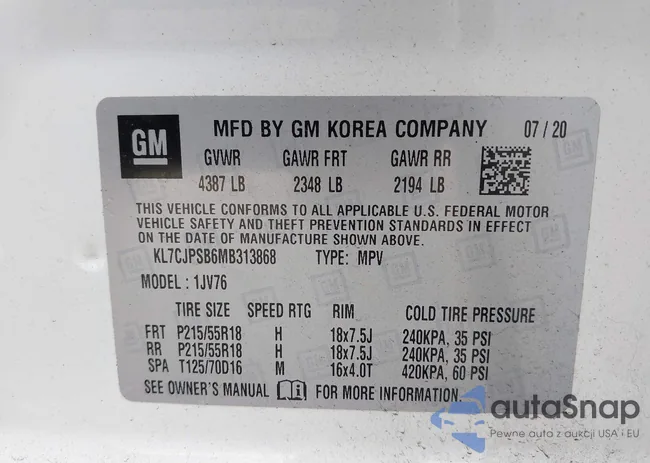 GM MFD BY GM KOREA COMPANY 07 / 20
GVWR GAWR FRT GAWR RR
4387 LB 2348 LB 2194 LB
THIS VEHICLE CONFORMS TO ALL APPLICABLE U.S. FEDERAL MOTOR
VEHICLE SAFETY AND THEFT PREVENTION STANDARDS IN EFFECT
ON THE DATE OF MANUFACTURE SHOWN ABOVE.
KL7CJPSB6MB313868 TYPE: MPV
MODEL : 1JV76
TIRE SIZE SPEED RTG RIM COLD TIRE PRESSURE
FRT P215/55R18 H 18x7.5J 240KPA, 35 PSI
RR P215/55R18 H 18x7.5J 240KPA, 35 PSI
SPA T125/70D16 M 16x4.0T 420KPA, 60 PSI
SEE OWNER'S MANUAL FOR MORE INFORMATION.
autaSnap
Pewne auto z aukcji USA i EU